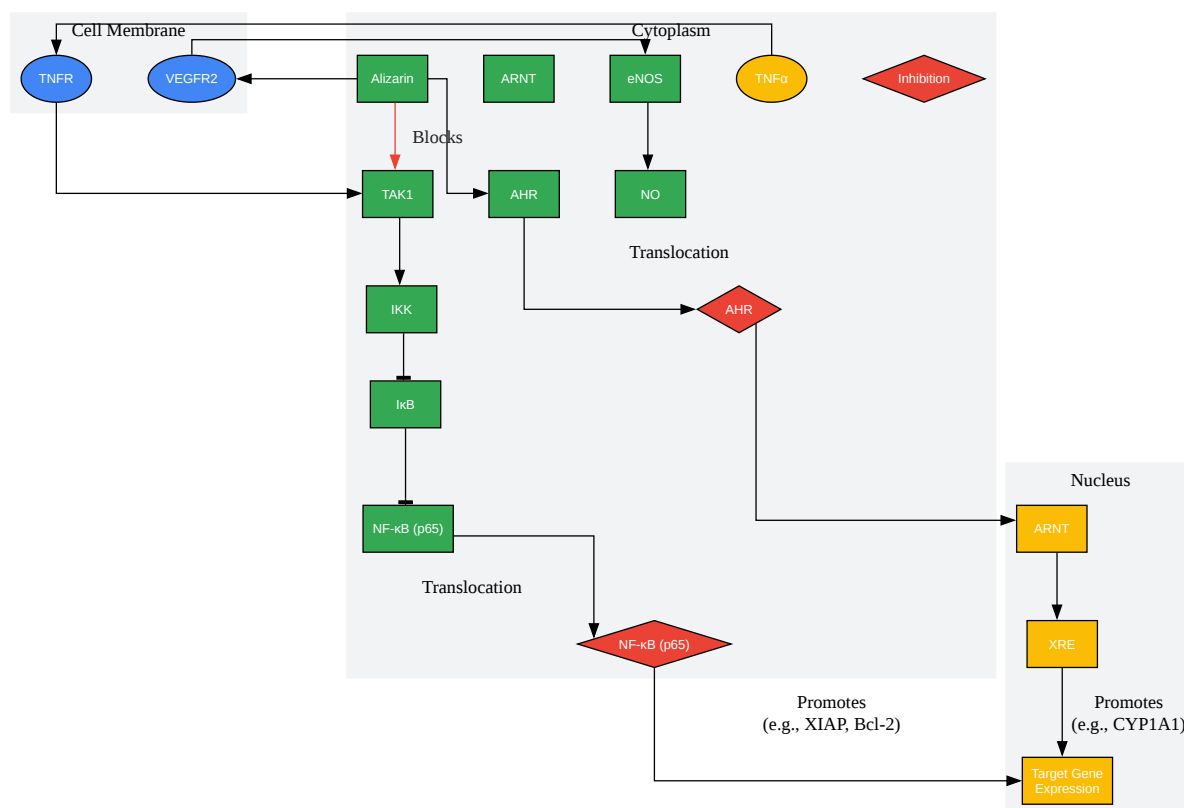 Cell Membrane
Cytoplasm
TNFR
VEGFR2
Alizarin
ARNT
eNOS
TNFα
Inhibition
Blocks
TAK1
AHR
NO
Translocation
IKK
AHR
IκB
Nucleus
NF-κB (p65)
ARNT
Translocation
NF-κB (p65)
XRE
Promotes
(e.g., XIAP, Bcl-2)
Promotes
(e.g., CYP1A1)
Target Gene
Expression